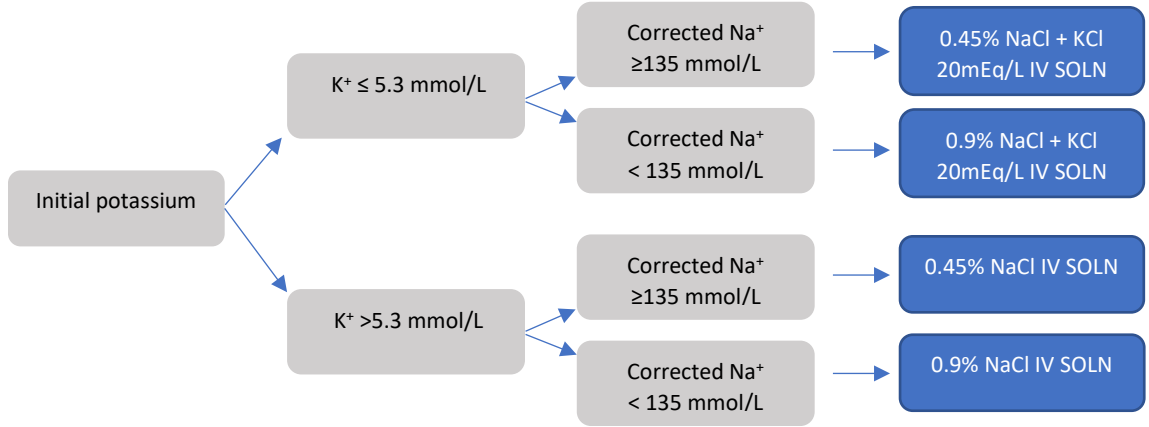 Initial potassium
K⁺ ≤ 5.3 mmol/L
Corrected Na⁺
≥135 mmol/L
0.45% NaCl + KCl
20mEq/L IV SOLN
Corrected Na⁺
< 135 mmol/L
0.9% NaCl + KCl
20mEq/L IV SOLN
K⁺ >5.3 mmol/L
Corrected Na⁺
≥135 mmol/L
0.45% NaCl IV SOLN
Corrected Na⁺
< 135 mmol/L
0.9% NaCl IV SOLN